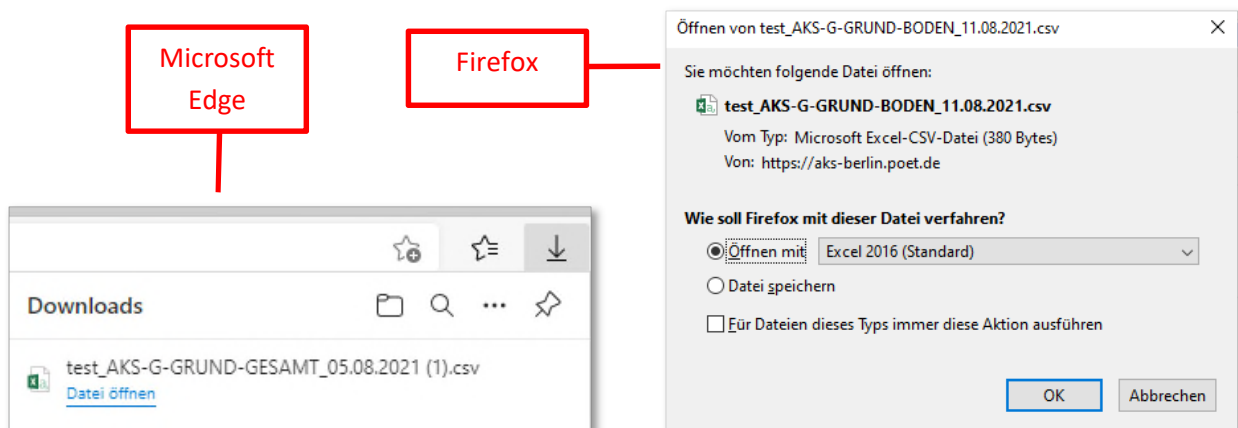 Microsoft
Edge
Firefox
Downloads
test_AKS-G-GRUND-GESAMT_05.08.2021 (1).csv
Datei öffnen
Öffnen von test_AKS-G-GRUND-BODEN_11.08.2021.csv
Sie möchten folgende Datei öffnen:
test_AKS-G-GRUND-BODEN_11.08.2021.csv
Vom Typ: Microsoft Excel-CSV-Datei (380 Bytes)
Von: https://aks-berlin.poet.de
Wie soll Firefox mit dieser Datei verfahren?
Öffnen mit Excel 2016 (Standard)
Datei speichern
Für Dateien dieses Typs immer diese Aktion ausführen
OK Abbrechen